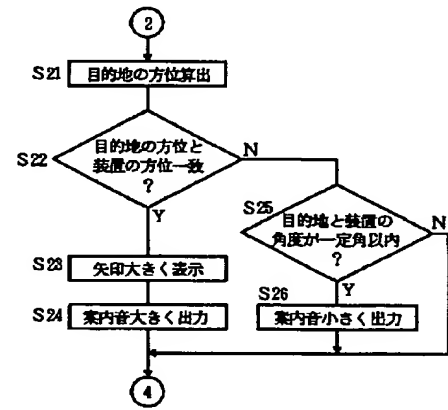 2
S21
目的地の方位算出
S22
目的地の方位と
装置の方位一致
?
N
Y
S25
目的地と装置の
角度が一定角以内
?
N
Y
S23
矢印大きく表示
S24
案内音大きく出力
S26
案内音小さく出力
4